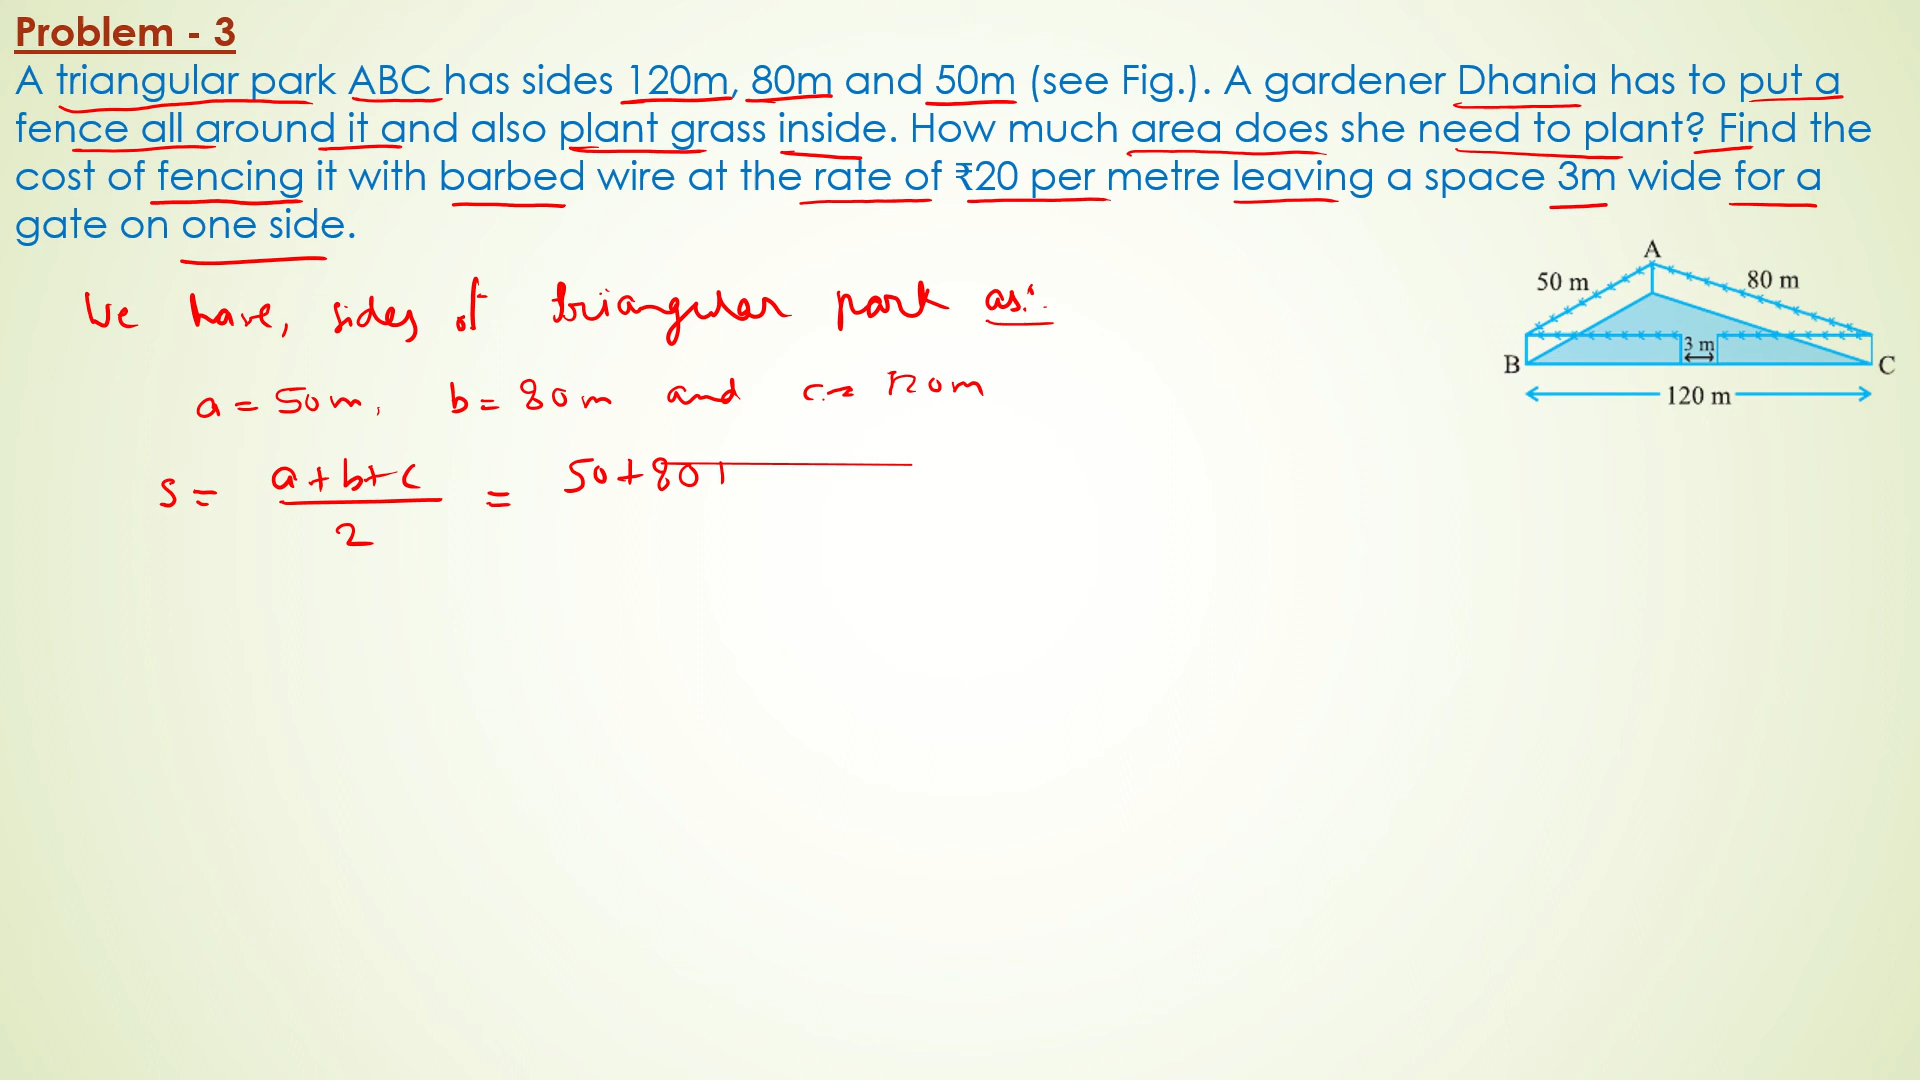 Problem - 3
A triangular park ABC has sides 120m, 80m and 50m (see Fig.). A gardener Dhania has to put a
fence all around it and also plant grass inside. How much area does she need to plant? Find the
cost of fencing it with barbed wire at the rate of ₹20 per metre leaving a space 3m wide for a
gate on one side.
A
50 m
80 m
3 m
B
C
120 m
We have, sides of triangular park as:
a = 50m, b = 80m and c = 120m
s = a+b+c = 50+80
2